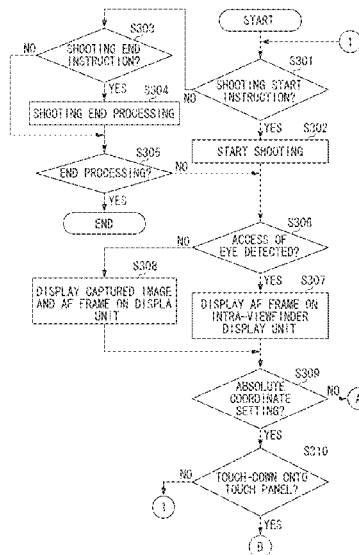 START
1
S301
SHOOTING START
INSTRUCTION?
YES
NO
S302
START SHOOTING
S303
SHOOTING END
INSTRUCTION?
NO
YES
S304
SHOOTING END PROCESSING
S305
END PROCESSING?
NO
YES
END
S306
ACCESS OF
EYE DETECTED?
NO
YES
S308
DISPLAY CAPTURED IMAGE
AND AF FRAME ON DISPLA
UNIT
S307
DISPLAY AF FRAME ON
INTRA-VIEWFINDER
DISPLAY UNIT
S309
ABSOLUTE
COORDINATE
SETTING?
NO
A
YES
S310
TOUCH-DOWN ONTO
TOUCH PANEL?
NO
1
YES
B